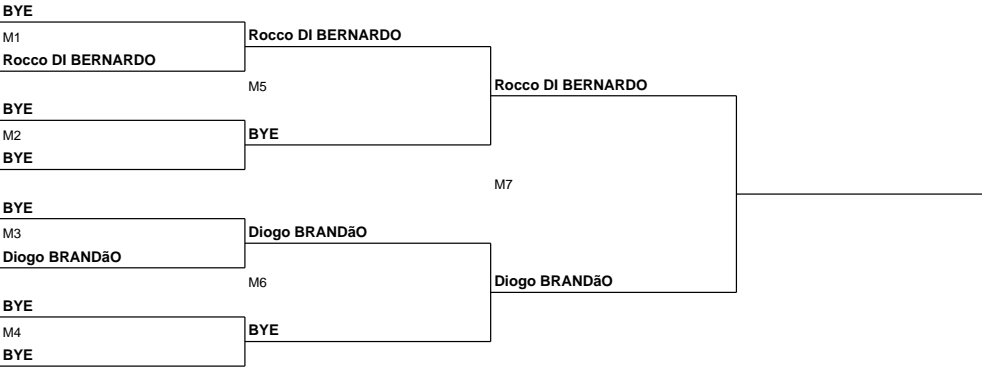 BYE
M1
Rocco DI BERNARDO
BYE
M2
BYE
BYE
M3
Diogo BRANDãO
BYE
M4
BYE
Rocco DI BERNARDO
M5
BYE
Diogo BRANDãO
M6
BYE
Rocco DI BERNARDO
M7
Diogo BRANDãO